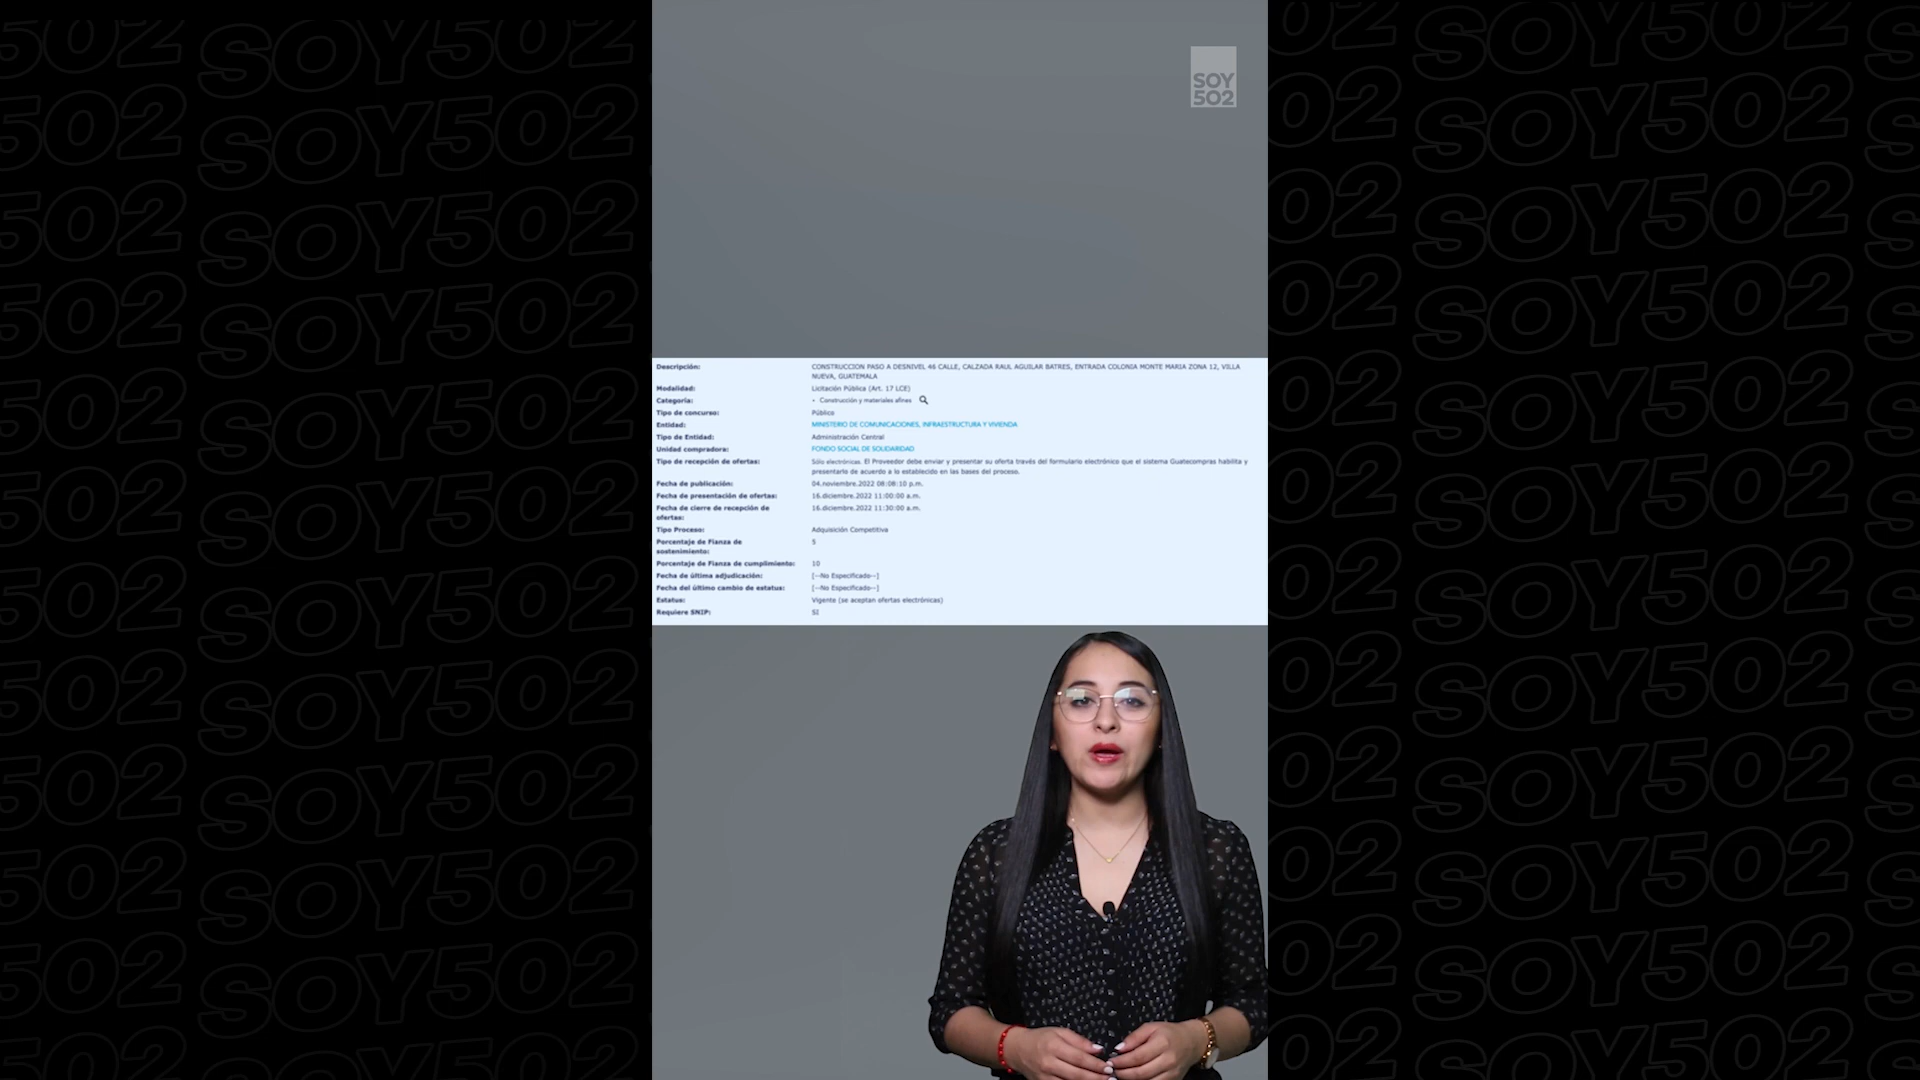 SOY
502
Descripción: CONSTRUCCION PASO A DESNIVEL 46 CALLE, CALZADA RAUL AGUILAR BATRES, ENTRADA COLONIA MONTE MARIA ZONA 12, VILLA
NUEVA, GUATEMALA
Modalidad: Licitación Pública (Art. 17 LCE)
Categoría: • Construcción y materiales afines
Tipo de concurso: Público
Entidad: MINISTERIO DE COMUNICACIONES, INFRAESTRUCTURA Y VIVIENDA
Tipo de Entidad: Administración Central
Unidad compradora: FONDO SOCIAL DE SOLIDARIDAD
Tipo de recepción de ofertas: Sólo electrónicas. El Proveedor debe enviar y presentar su oferta través del formulario electrónico que el sistema Guatecompras habilita y
presentarlo de acuerdo a lo establecido en las bases del proceso.
Fecha de publicación: 04.noviembre.2022 08:08:10 p.m.
Fecha de presentación de ofertas: 16.diciembre.2022 11:00:00 a.m.
Fecha de cierre de recepción de ofertas: 16.diciembre.2022 11:30:00 a.m.
Tipo Proceso: Adquisición Competitiva
Porcentaje de Fianza de sostenimiento: 5
Porcentaje de Fianza de cumplimiento: 10
Fecha de última adjudicación: [--No Especificado--]
Fecha del último cambio de estatus: [--No Especificado--]
Estatus: Vigente (se aceptan ofertas electrónicas)
Requiere SNIP: SI